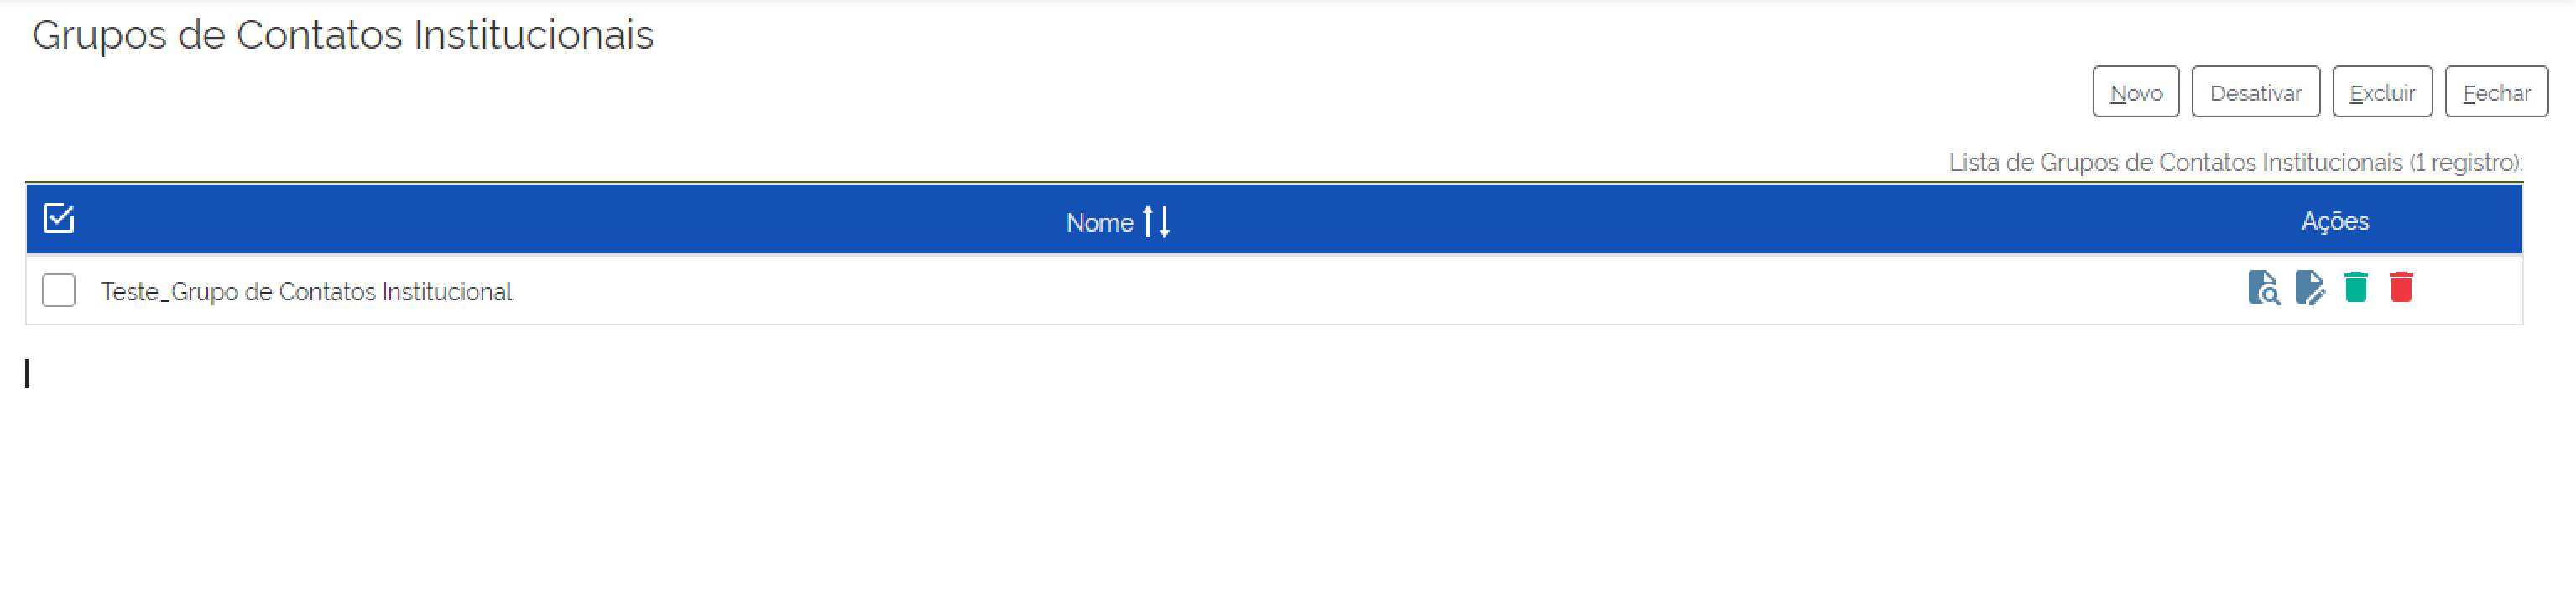 Grupos de Contatos Institucionais
Novo Desativar Excluir Fechar
Lista de Grupos de Contatos Institucionais (1 registro):
Nome Ações
Teste_Grupo de Contatos Institucional